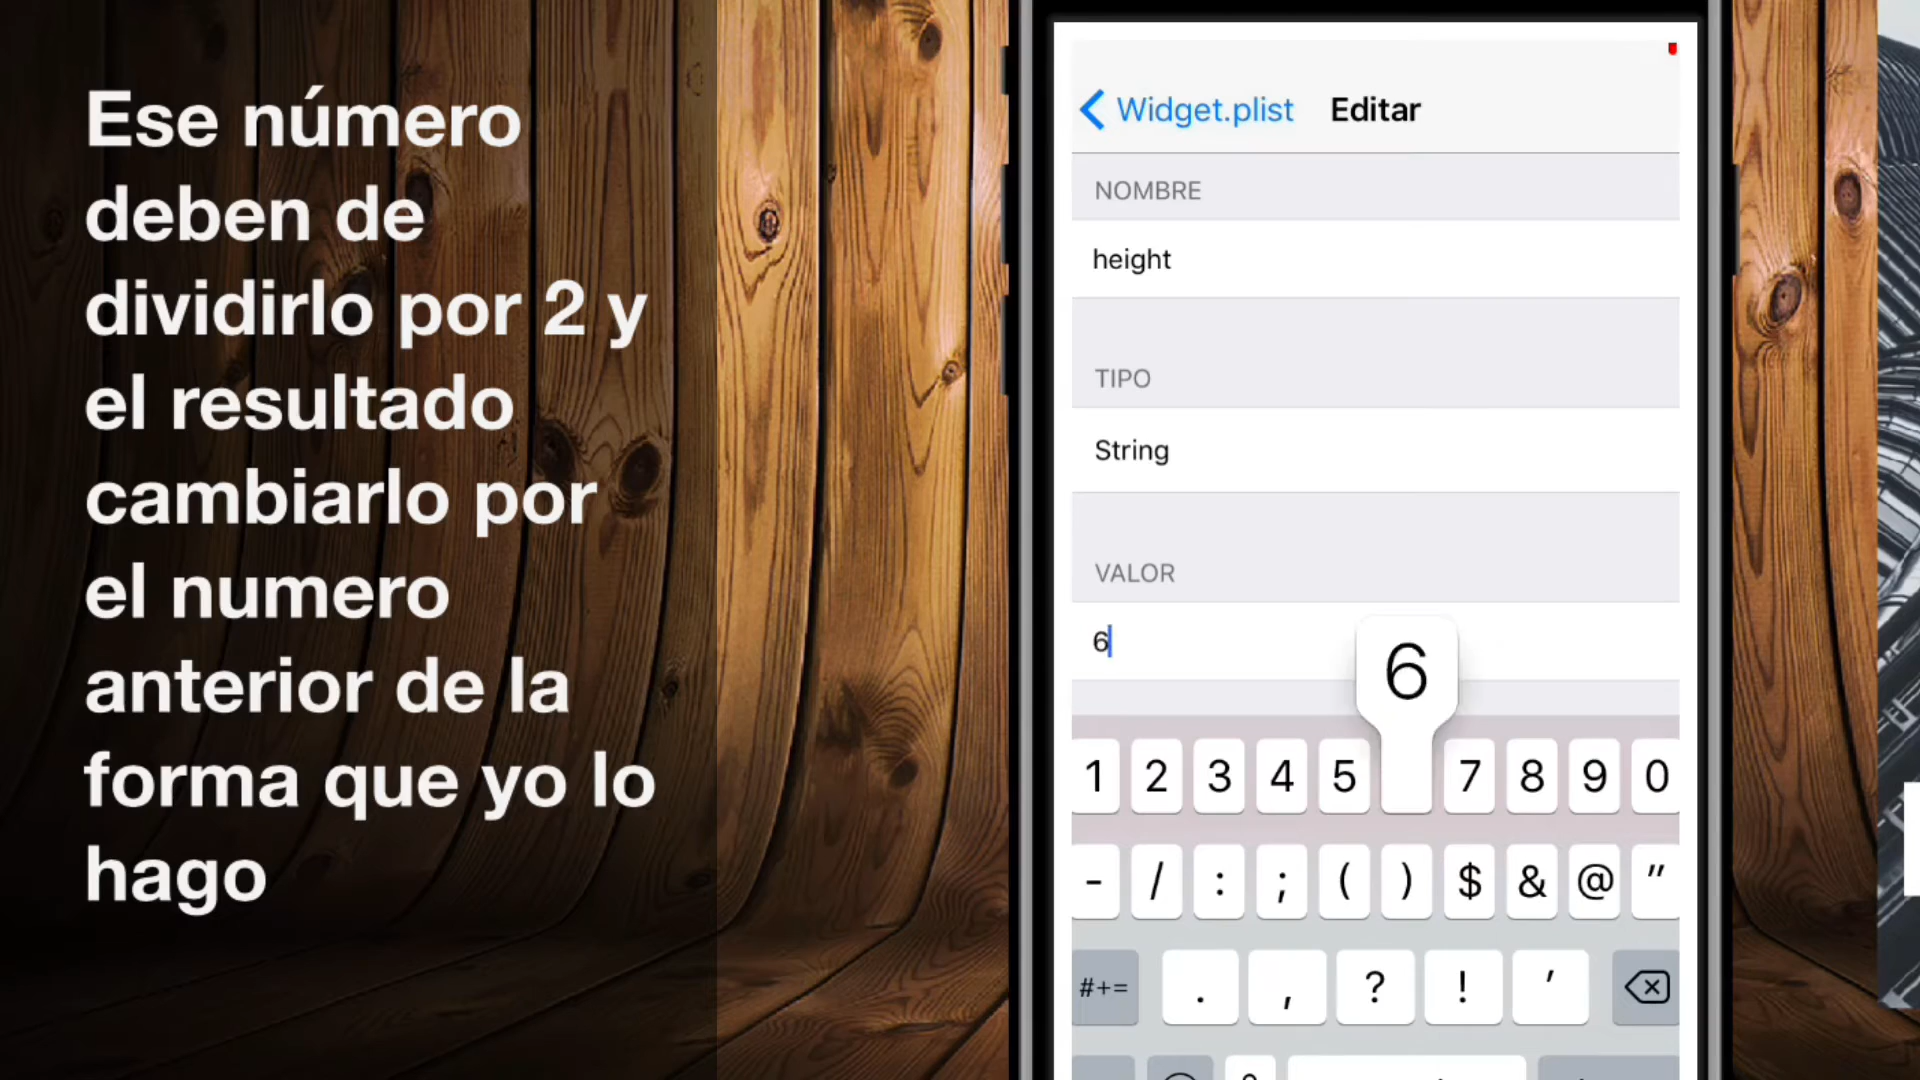 Ese número
deben de
dividirlo por 2 y
el resultado
cambiarlo por
el numero
anterior de la
forma que yo lo
hago
Widget.plist Editar
NOMBRE
height
TIPO
String
VALOR
6
6
1 2 3 4 5 7 8 9 0
- / : ; ( ) $ & @ "
#+= . , ? ! '